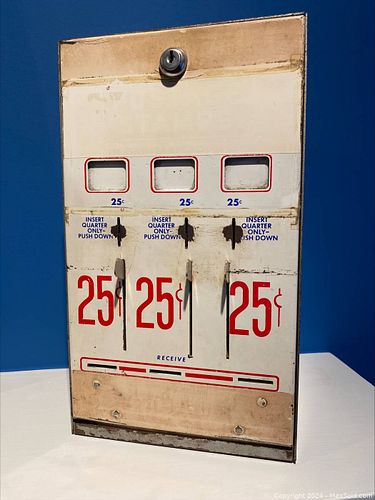 25¢ 25¢ 25¢
INSERT INSERT INSERT
QUARTER QUARTER QUARTER
ONLY- ONLY- ONLY-
PUSH DOWN PUSH DOWN PUSH DOWN
25¢ 25¢ 25¢
RECEIVE
Copyright 2024 - MaxSold.com